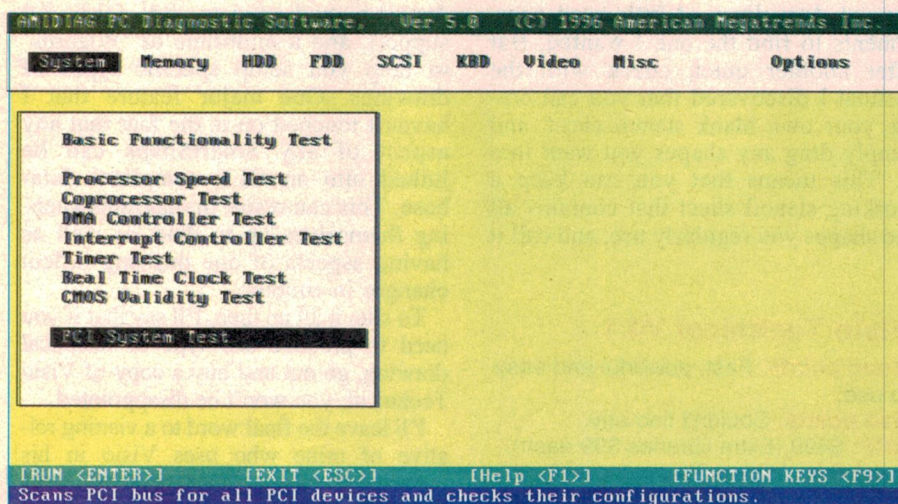 AMIDIAG PC Diagnostic Software, Ver 5.0 (C) 1996 American Megatrends Inc.
System Memory HDD FDD SCSI KBD Video Misc Options
Basic Functionality Test
Processor Speed Test
Coprocessor Test
DMA Controller Test
Interrupt Controller Test
Timer Test
Real Time Clock Test
CMOS Validity Test
PCI System Test
[RUN <ENTER>] [EXIT <ESC>] [Help <F1>] [FUNCTION KEYS <F9>]
Scans PCI bus for all PCI devices and checks their configurations.